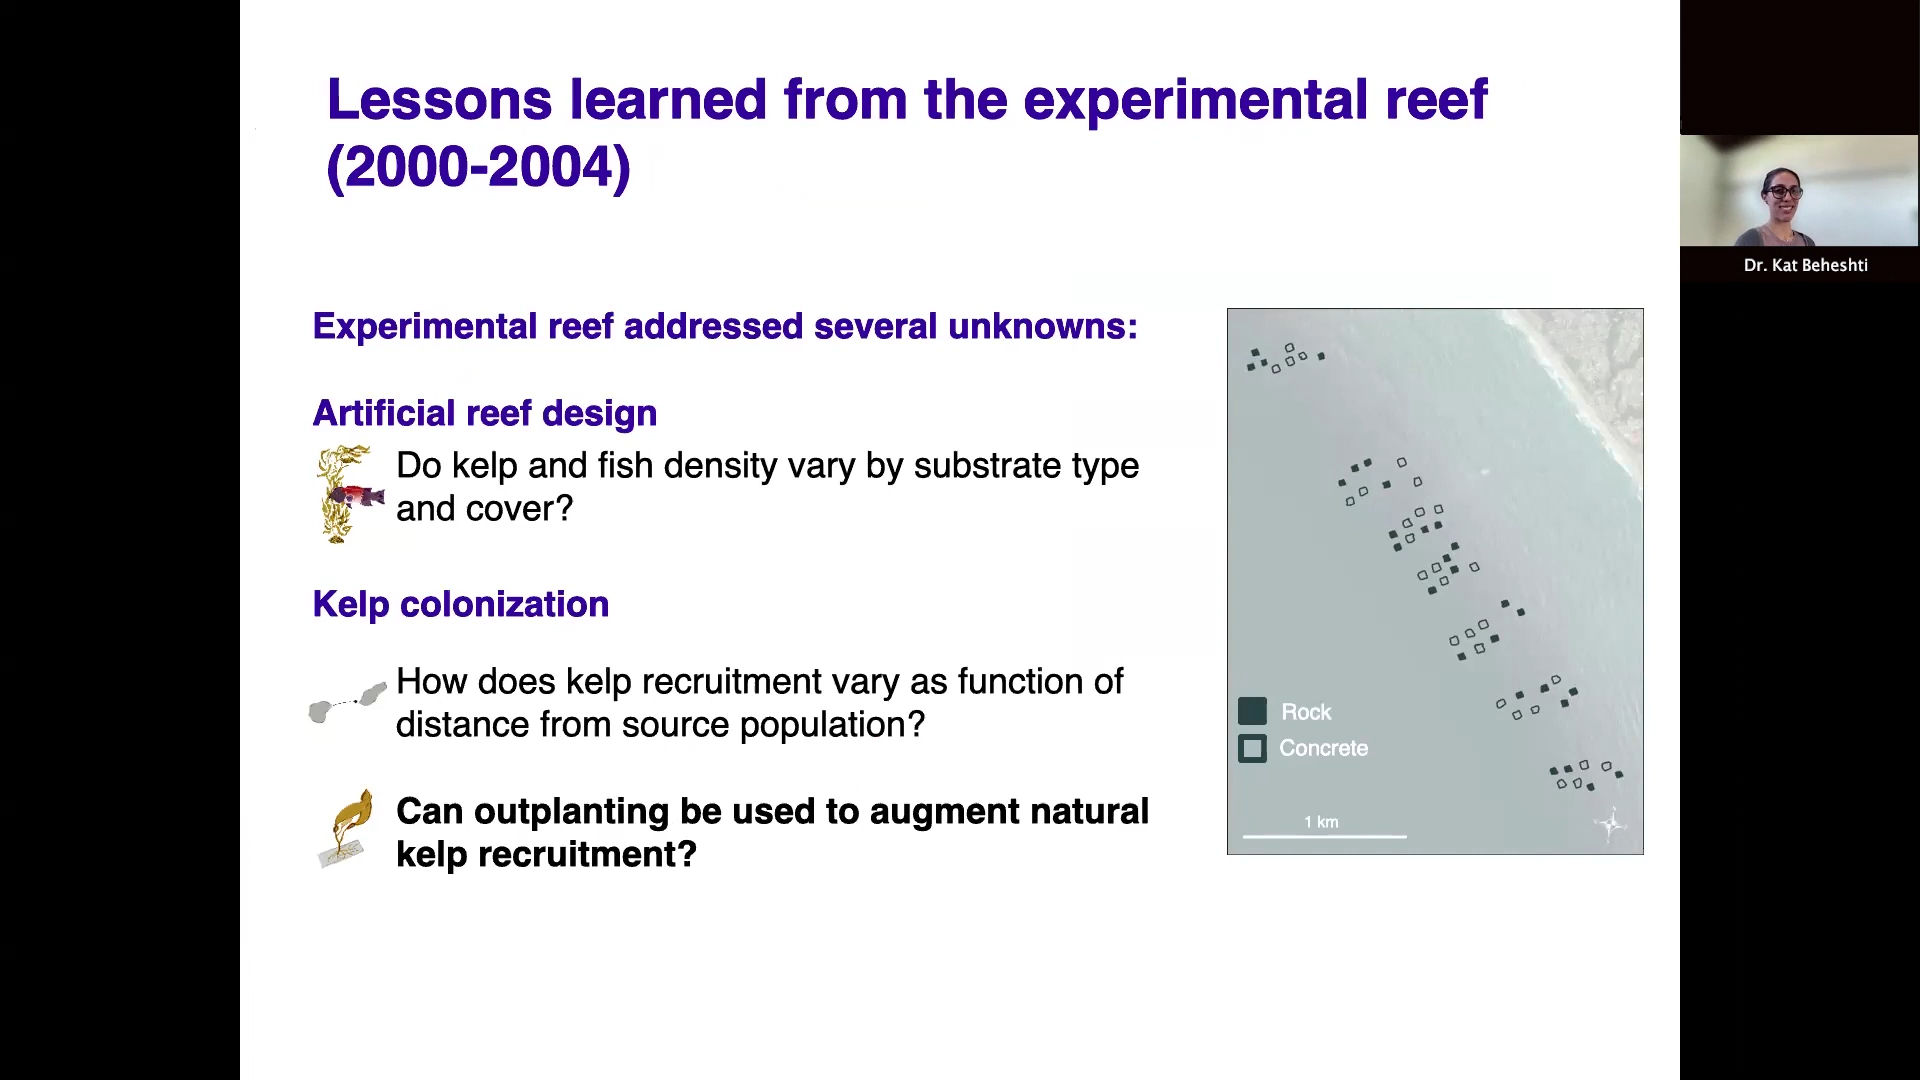 Lessons learned from the experimental reef
(2000-2004)
Dr. Kat Beheshti
Experimental reef addressed several unknowns:
Artificial reef design
Do kelp and fish density vary by substrate type
and cover?
Kelp colonization
How does kelp recruitment vary as function of
distance from source population?
Can outplanting be used to augment natural
kelp recruitment?
Rock
Concrete
1 km